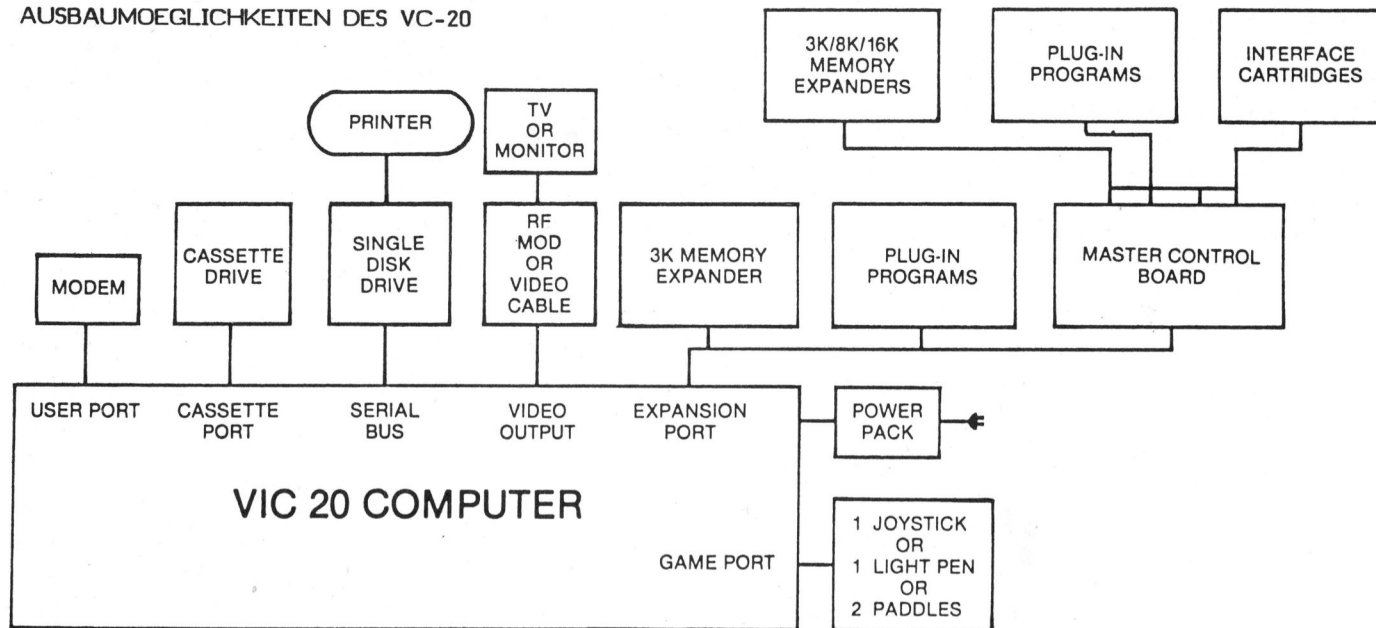 AUSBAUMOEGLICHKEITEN DES VC-20
3K/8K/16K
MEMORY
EXPANDERS
PLUG-IN
PROGRAMS
INTERFACE
CARTRIDGES
PRINTER
TV
OR
MONITOR
MODEM
CASSETTE
DRIVE
SINGLE
DISK
DRIVE
RF
MOD
OR
VIDEO
CABLE
3K MEMORY
EXPANDER
PLUG-IN
PROGRAMS
MASTER CONTROL
BOARD
USER PORT
CASSETTE
PORT
SERIAL
BUS
VIDEO
OUTPUT
EXPANSION
PORT
POWER
PACK
VIC 20 COMPUTER
GAME PORT
1 JOYSTICK
OR
1 LIGHT PEN
OR
2 PADDLES